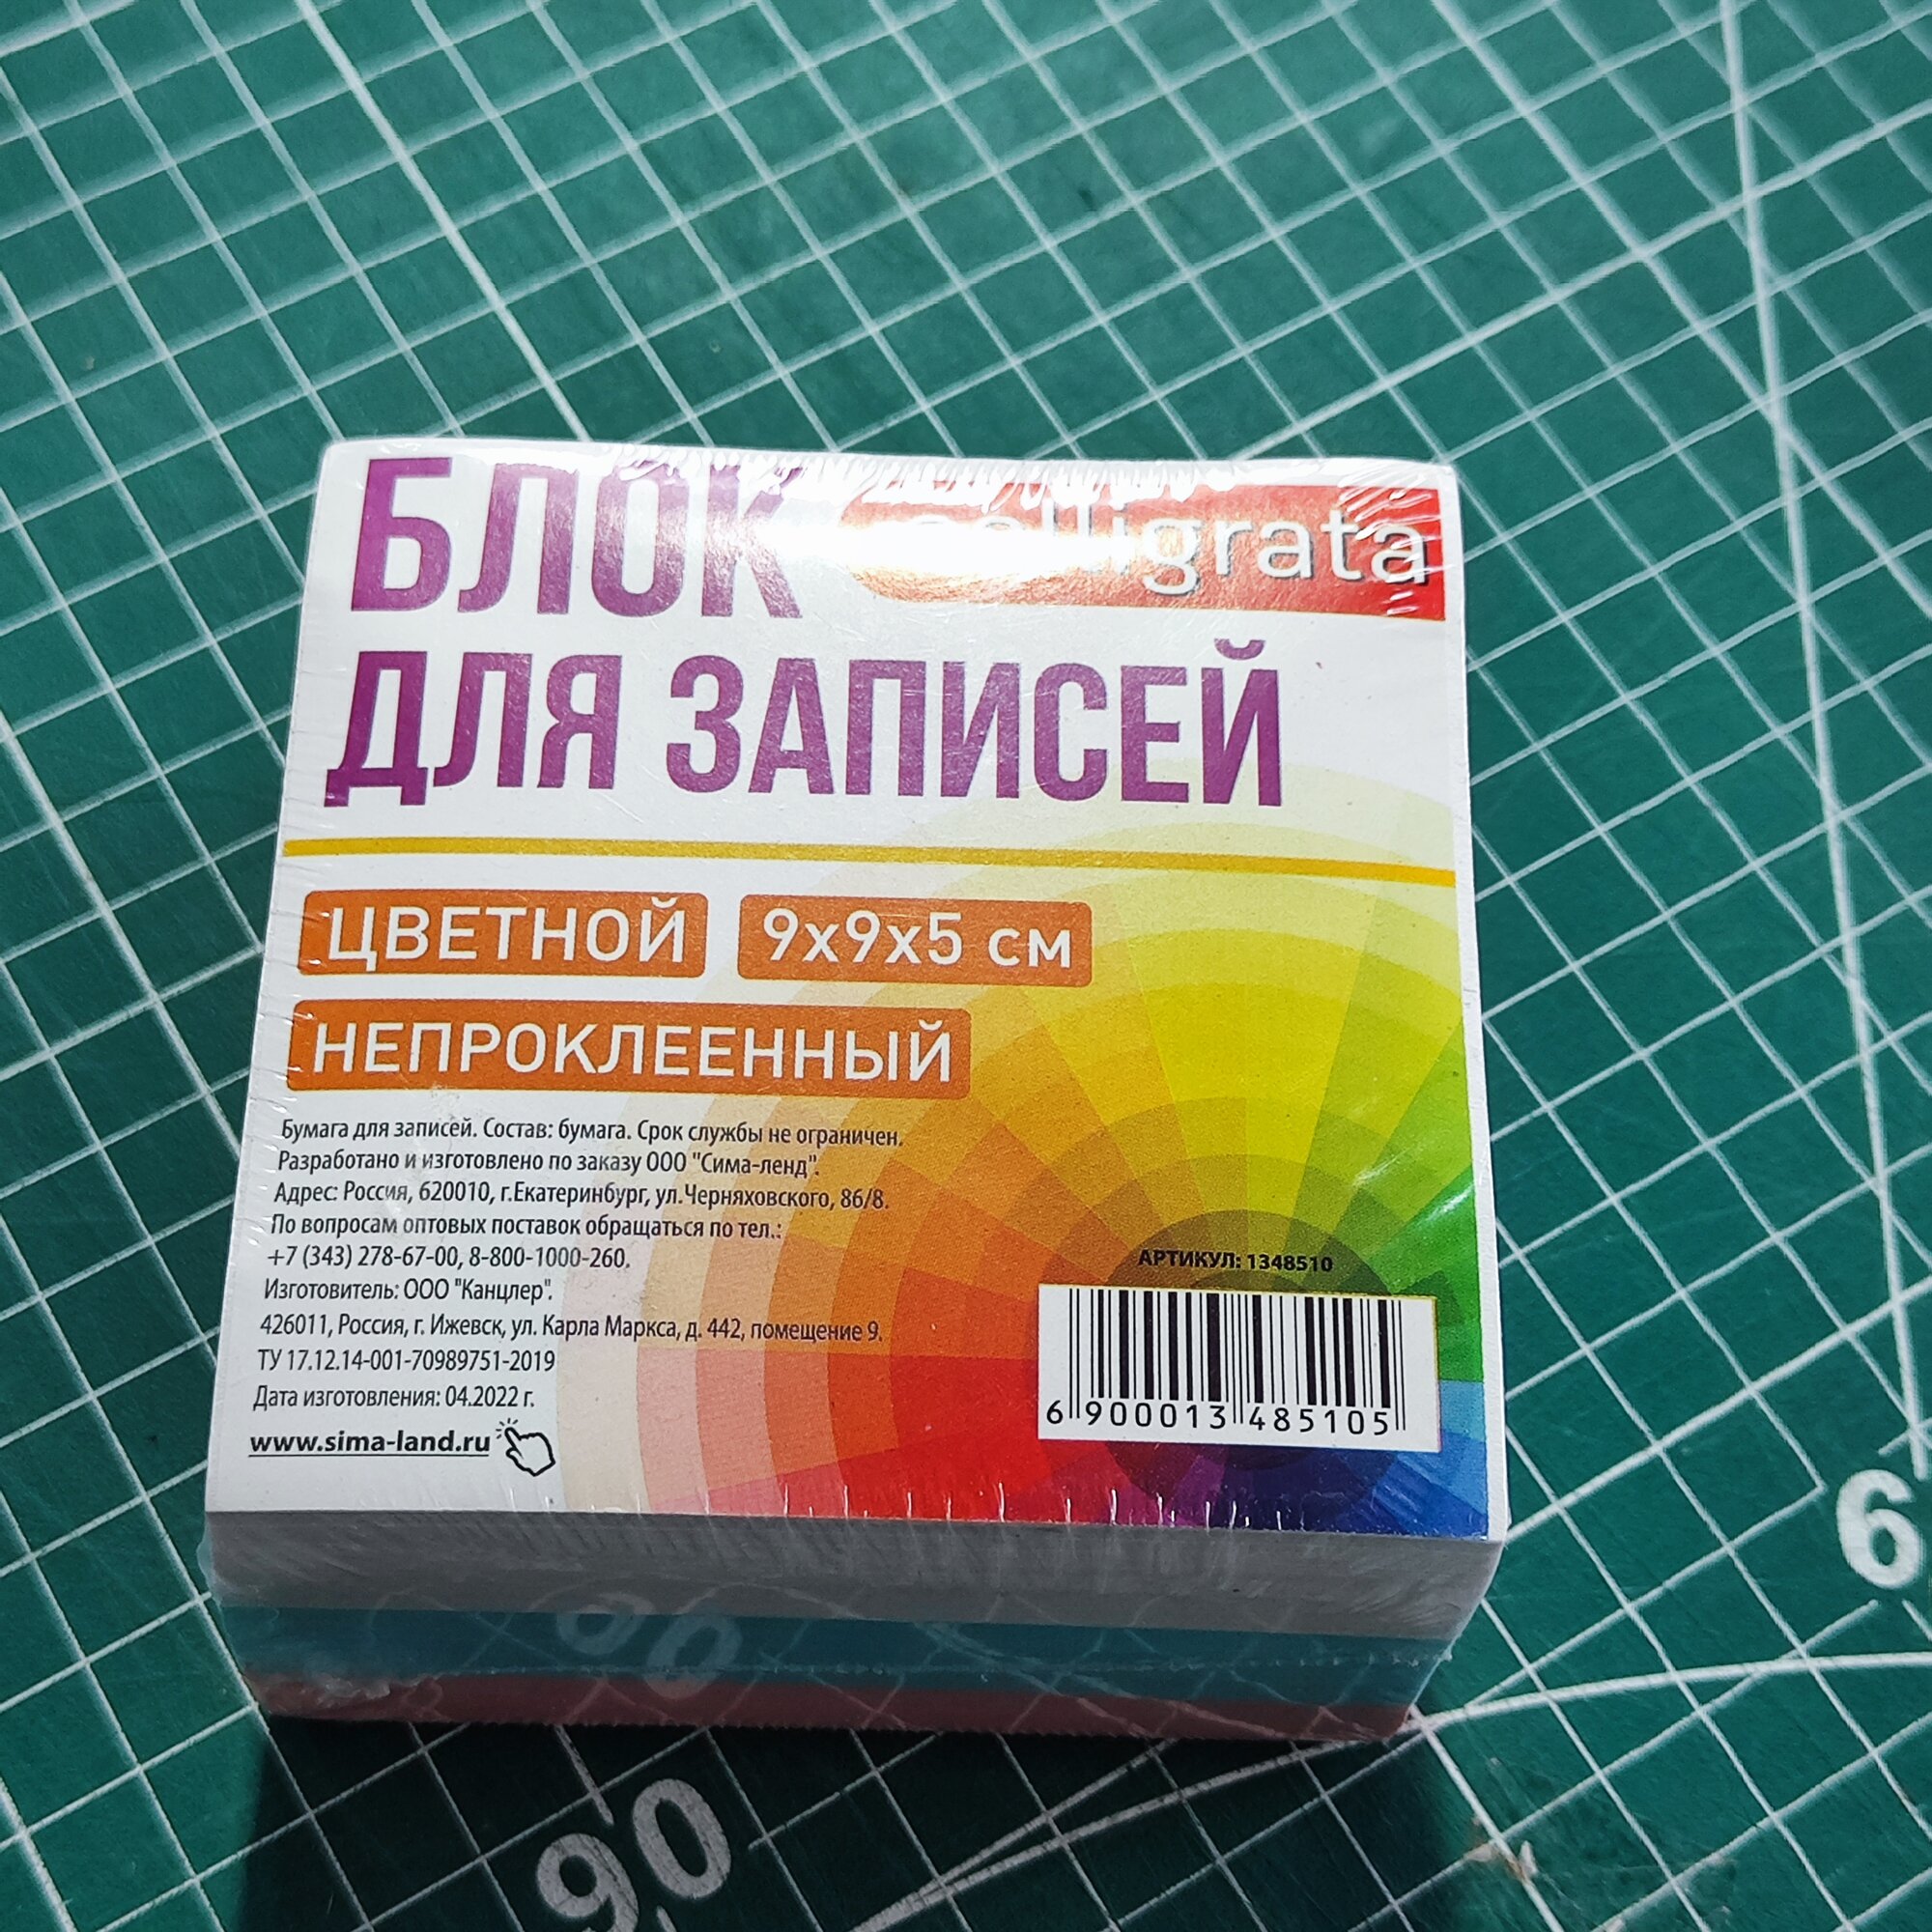 БЛОК
calligrata
ДЛЯ ЗАПИСЕЙ
ЦВЕТНОЙ 9х9х5 см
НЕПРОКЛЕЕННЫЙ
Бумага для записей. Состав: бумага. Срок службы не ограничен.
Разработано и изготовлено по заказу ООО "Сима-ленд".
Адрес: Россия, 620010, г.Екатеринбург, ул.Черняховского, 86/8.
По вопросам оптовых поставок обращаться по тел.:
+7 (343) 278-67-00, 8-800-1000-260.
Изготовитель: ООО "Канцлер".
426011, Россия, г. Ижевск, ул. Карла Маркса, д. 442, помещение 9.
ТУ 17.12.14-001-70989751-2019
Дата изготовления: 04.2022 г.
www.sima-land.ru
АРТИКУЛ: 1348510
6 900013 485105
6
90